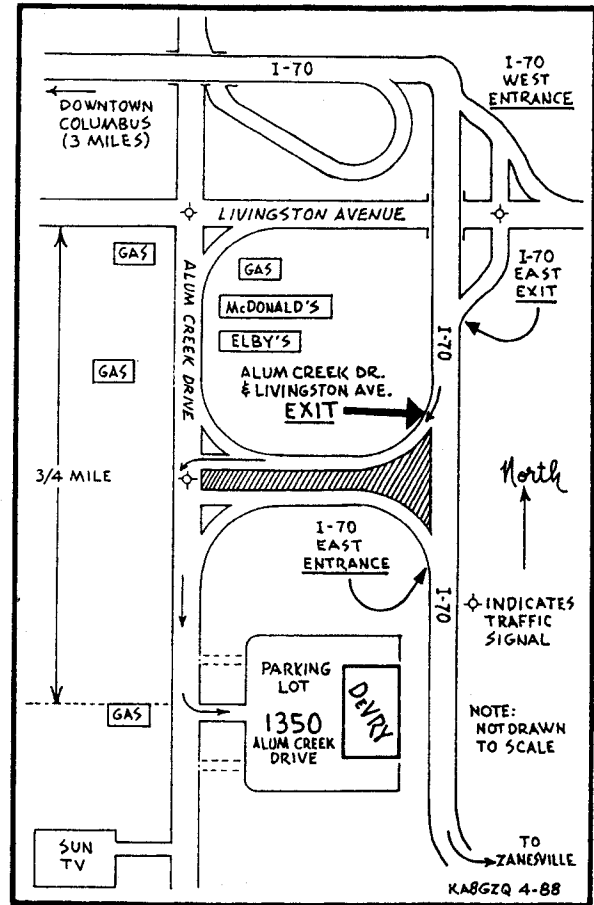 I-70
I-70
WEST
ENTRANCE
DOWNTOWN
COLUMBUS
(3 MILES)
LIVINGSTON AVENUE
GAS
ALUM CREEK DRIVE
GAS
McDONALD'S
ELBY'S
I-70
EAST
EXIT
I-70
GAS
ALUM CREEK DR.
& LIVINGSTON AVE.
EXIT
3/4 MILE
North
I-70
EAST
ENTRANCE
I-70
INDICATES
TRAFFIC
SIGNAL
PARKING
LOT
1350
ALUM CREEK
DRIVE
DeVRY
GAS
NOTE:
NOT DRAWN
TO SCALE
SUN
TV
TO
ZANESVILLE
KA8GZQ 4-88